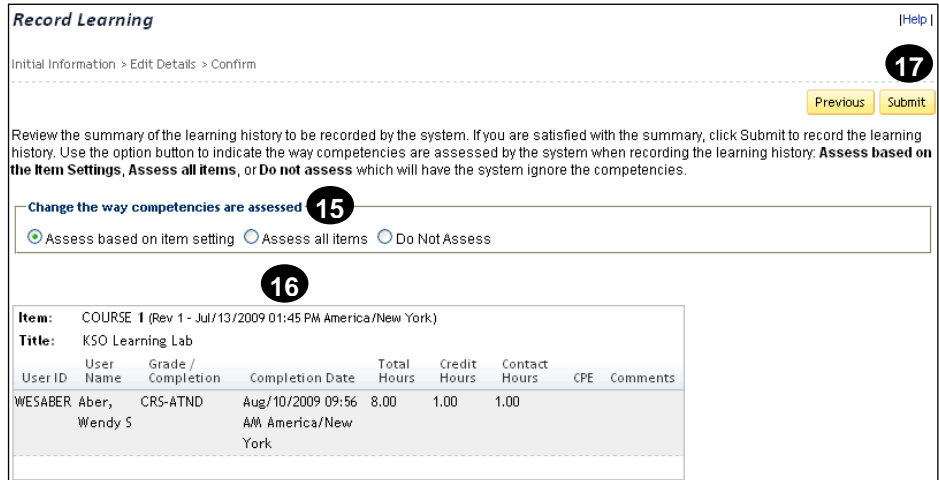 Record Learning
|Help|
Initial Information > Edit Details > Confirm
17
Previous Submit
Review the summary of the learning history to be recorded by the system. If you are satisfied with the summary, click Submit to record the learning
history. Use the option button to indicate the way competencies are assessed by the system when recording the learning history: Assess based on
the Item Settings, Assess all items, or Do not assess which will have the system ignore the competencies.
Change the way competencies are assessed 15
Assess based on item setting Assess all items Do Not Assess
16
Item: COURSE 1 (Rev 1 - Jul/13/2009 01:45 PM America/New York)
Title: KSO Learning Lab
User Grade / Total Credit Contact
User ID Name Completion Completion Date Hours Hours Hours CPE Comments
WESABER Aber, CRS-ATND Aug/10/2009 09:56 8.00 1.00 1.00
Wendy S AM America/New
York